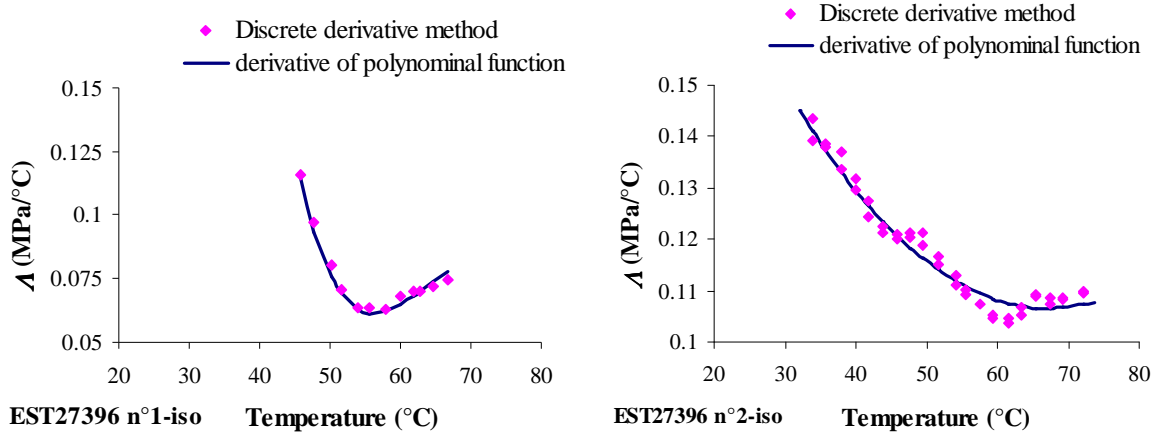 Discrete derivative method
derivative of polynominal function
0.15
0.125
0.1
0.075
0.05
Λ (MPa/°C)
20 30 40 50 60 70 80
EST27396 n°1-iso Temperature (°C)
Discrete derivative method
derivative of polynominal function
0.15
0.14
0.13
0.12
0.11
0.1
Λ (MPa/°C)
20 30 40 50 60 70 80
EST27396 n°2-iso Temperature (°C)